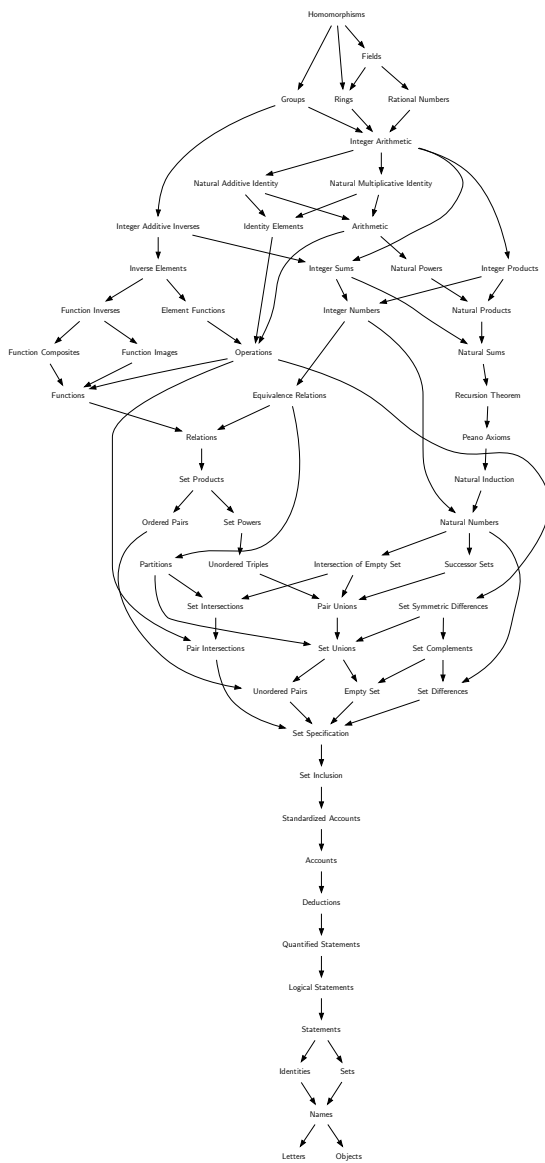 Homomorphisms
Fields
Groups Rings Rational Numbers
Integer Arithmetic
Natural Additive Identity Natural Multiplicative Identity
Integer Additive Inverses Identity Elements Arithmetic
Inverse Elements Integer Sums Natural Powers Integer Products
Function Inverses Element Functions Integer Numbers Natural Products
Function Composites Function Images Operations Natural Sums
Functions Equivalence Relations Recursion Theorem
Relations Peano Axioms
Set Products Natural Induction
Ordered Pairs Set Powers Natural Numbers
Partitions Unordered Triples Intersection of Empty Set Successor Sets
Set Intersections Pair Unions Set Symmetric Differences
Pair Intersections Set Unions Set Complements
Unordered Pairs Empty Set Set Differences
Set Specification
Set Inclusion
Standardized Accounts
Accounts
Deductions
Quantified Statements
Logical Statements
Statements
Identities Sets
Names
Letters Objects